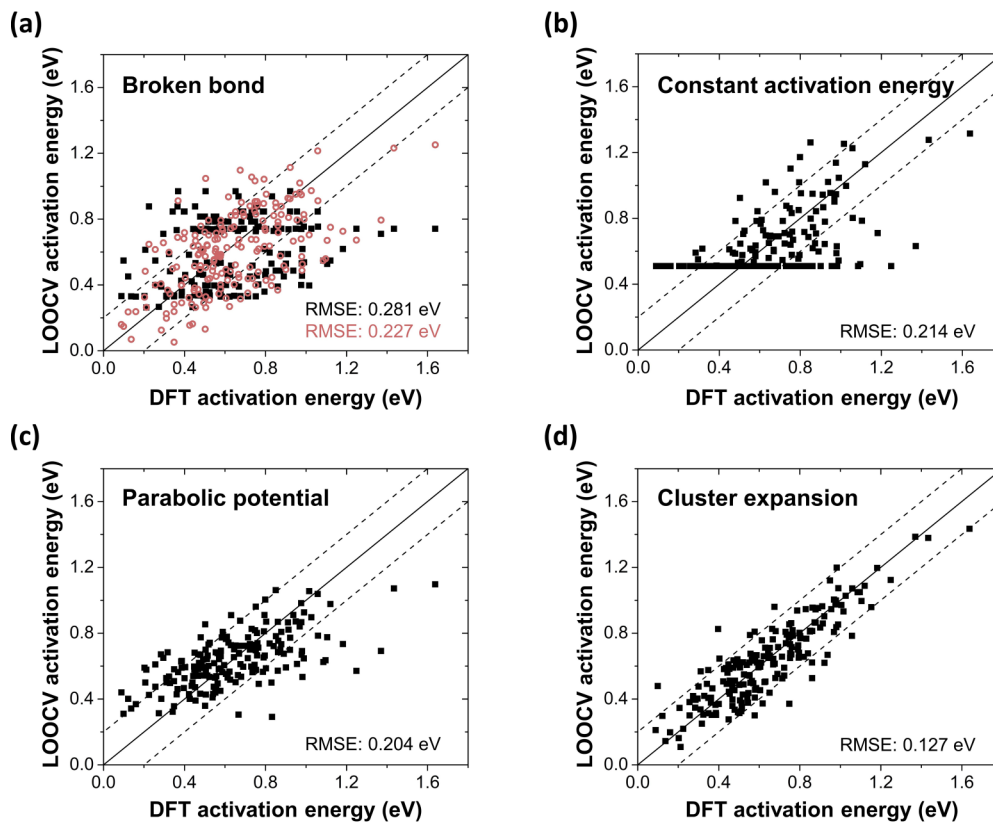 (a)
LOOCV activation energy (eV)
1.6
1.2
0.8
0.4
0.0
Broken bond
RMSE: 0.281 eV
RMSE: 0.227 eV
0.0 0.4 0.8 1.2 1.6
DFT activation energy (eV)
(b)
LOOCV activation energy (eV)
1.6
1.2
0.8
0.4
0.0
Constant activation energy
RMSE: 0.214 eV
0.0 0.4 0.8 1.2 1.6
DFT activation energy (eV)
(c)
LOOCV activation energy (eV)
1.6
1.2
0.8
0.4
0.0
Parabolic potential
RMSE: 0.204 eV
0.0 0.4 0.8 1.2 1.6
DFT activation energy (eV)
(d)
LOOCV activation energy (eV)
1.6
1.2
0.8
0.4
0.0
Cluster expansion
RMSE: 0.127 eV
0.0 0.4 0.8 1.2 1.6
DFT activation energy (eV)